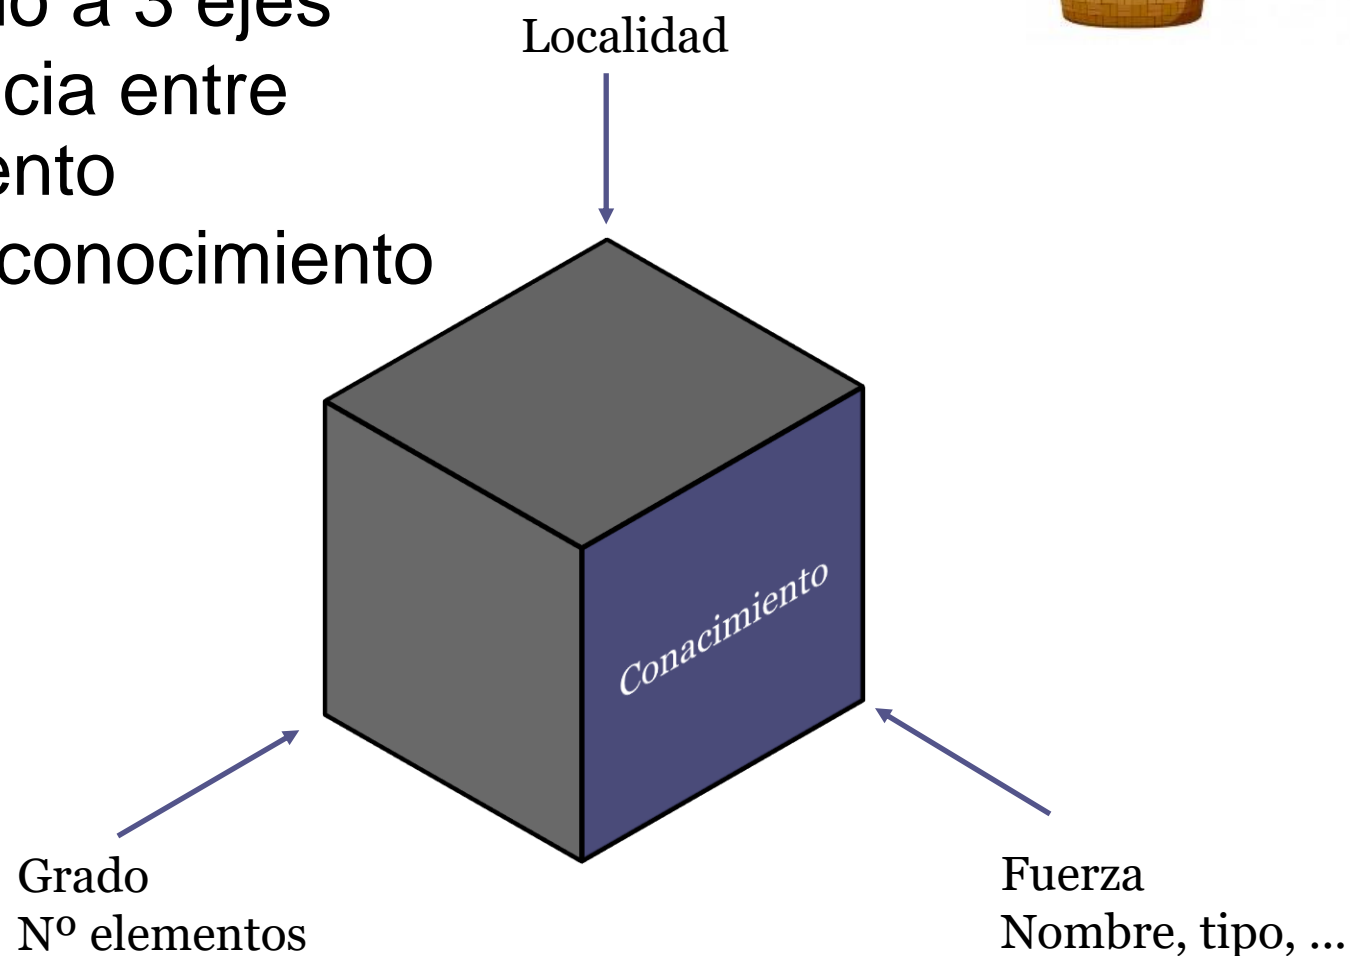 a 3 ejes
cia entre
ento
conocimiento
Localidad
Conacimiento
Grado
Nº elementos
Fuerza
Nombre, tipo, ...